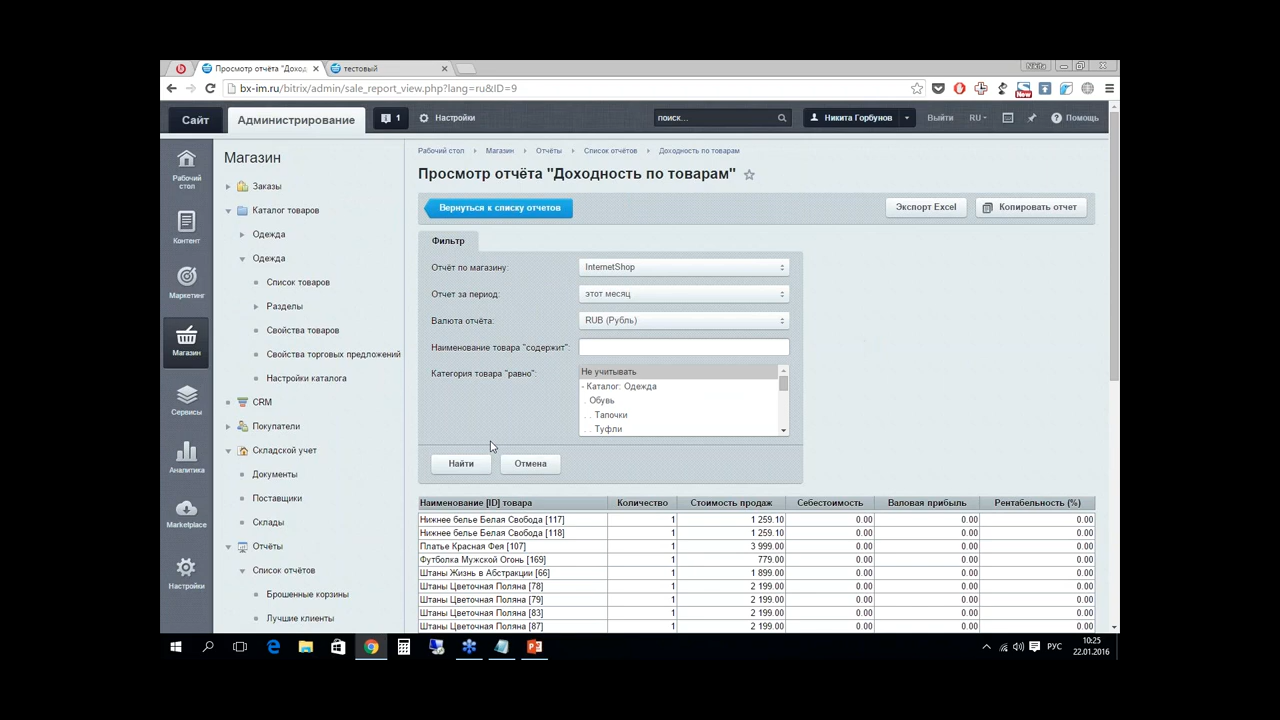 Просмотр отчёта "Доход
тестовый
Nikita
bx-im.ru/bitrix/admin/sale_report_view.php?lang=ru&ID=9
New
Сайт
Администрирование
1
Настройки
поиск...
Никита Горбунов
Выйти
RU
Помощь
Рабочий стол
Контент
Маркетинг
Магазин
Сервисы
Аналитика
Marketplace
Настройки
Магазин
Заказы
Каталог товаров
Одежда
Одежда
Список товаров
Разделы
Свойства товаров
Свойства торговых предложений
Настройки каталога
CRM
Покупатели
Складской учет
Документы
Поставщики
Склады
Отчёты
Список отчётов
Брошенные корзины
Лучшие клиенты
Рабочий стол Магазин Отчёты Список отчётов Доходность по товарам
Просмотр отчёта "Доходность по товарам"
Вернуться к списку отчетов
Экспорт Excel
Копировать отчет
Фильтр
Отчёт по магазину: InternetShop
Отчет за период: этот месяц
Валюта отчёта: RUB (Рубль)
Наименование товара "содержит":
Категория товара "равно": Не учитывать
- Каталог: Одежда
. Обувь
. . Тапочки
. . Туфли
Найти
Отмена
Наименование [ID] товара Количество Стоимость продаж Себестоимость Валовая прибыль Рентабельность (%)
Нижнее белье Белая Свобода [117] 1 1 259.10 0.00 0.00 0.00
Нижнее белье Белая Свобода [118] 1 1 259.10 0.00 0.00 0.00
Платье Красная Фея [107] 1 3 999.00 0.00 0.00 0.00
Футболка Мужской Огонь [169] 1 779.00 0.00 0.00 0.00
Штаны Жизнь в Абстракции [66] 1 1 899.00 0.00 0.00 0.00
Штаны Цветочная Поляна [78] 1 2 199.00 0.00 0.00 0.00
Штаны Цветочная Поляна [79] 1 2 199.00 0.00 0.00 0.00
Штаны Цветочная Поляна [83] 1 2 199.00 0.00 0.00 0.00
Штаны Цветочная Поляна [87] 1 2 199.00 0.00 0.00 0.00
РУС
10:25
22.01.2016